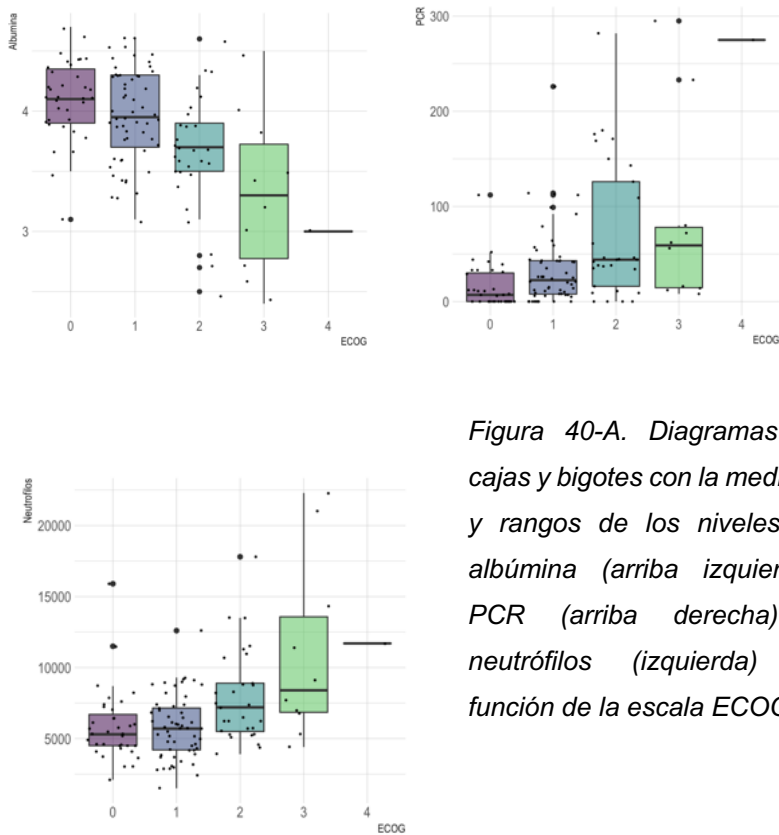 Albumina
4
3
0 1 2 3 4
ECOG
PCR
300
200
100
0
0 1 2 3 4
ECOG
Neutrofilos
20000
15000
10000
5000
0 1 2 3 4
ECOG
Figura 40-A. Diagramas
cajas y bigotes con la medi
y rangos de los niveles
albúmina (arriba izquier
PCR (arriba derecha)
neutrófilos (izquierda)
función de la escala ECO